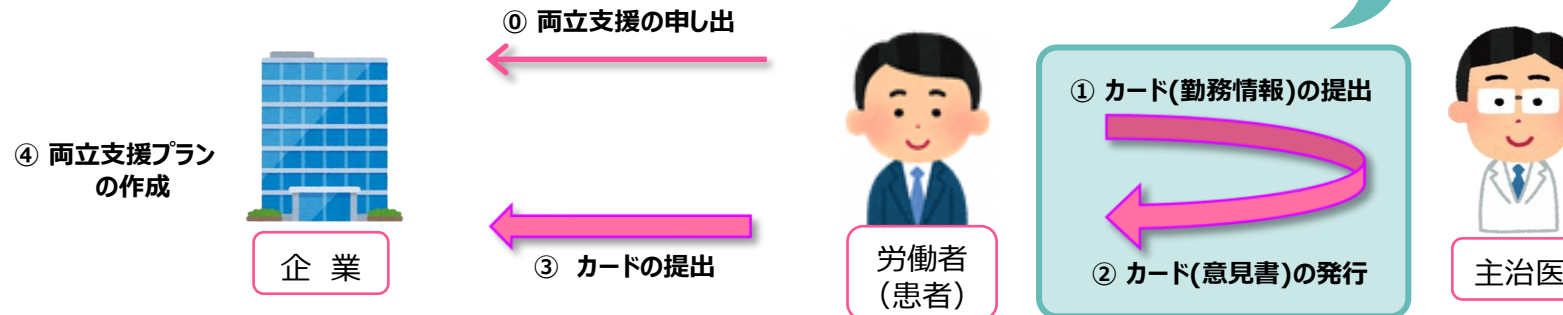 ⓪ 両立支援の申し出
① カード(勤務情報)の提出
④ 両立支援プラン
の作成
企 業
③ カードの提出
労働者
（患者）
② カード(意見書)の発行
主治医